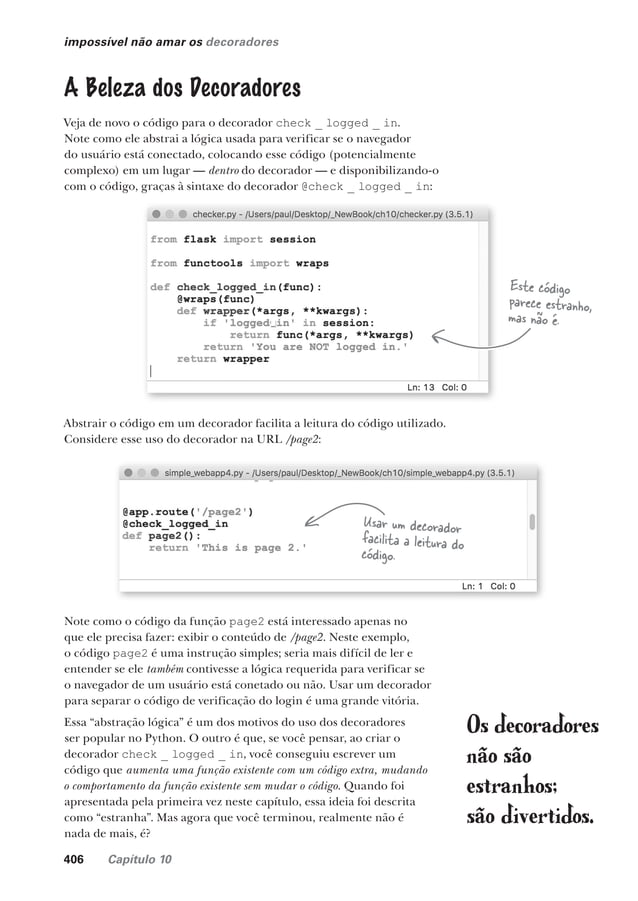 impossível não amar os decoradores
A Beleza dos Decoradores
Veja de novo o código para o decorador check _ logged _ in.
Note como ele abstrai a lógica usada para verificar se o navegador
do usuário está conectado, colocando esse código (potencialmente
complexo) em um lugar — dentro do decorador — e disponibilizando-o
com o código, graças à sintaxe do decorador @check _ logged _ in:
checker.py - /Users/paul/Desktop/_NewBook/ch10/checker.py (3.5.1)
from flask import session
from functools import wraps
def check_logged_in(func):
    @wraps(func)
    def wrapper(*args, **kwargs):
        if 'logged_in' in session:
            return func(*args, **kwargs)
        return 'You are NOT logged in.'
    return wrapper
Ln: 13 Col: 0
Este código
parece estranho,
mas não é.
Abstrair o código em um decorador facilita a leitura do código utilizado.
Considere esse uso do decorador na URL /page2:
simple_webapp4.py - /Users/paul/Desktop/_NewBook/ch10/simple_webapp4.py (3.5.1)
@app.route('/page2')
@check_logged_in
def page2():
    return 'This is page 2.'
Usar um decorador
facilita a leitura do
código.
Ln: 1 Col: 0
Note como o código da função page2 está interessado apenas no
que ele precisa fazer: exibir o conteúdo de /page2. Neste exemplo,
o código page2 é uma instrução simples; seria mais difícil de ler e
entender se ele também contivesse a lógica requerida para verificar se
o navegador de um usuário está conetado ou não. Usar um decorador
para separar o código de verificação do login é uma grande vitória.
Essa “abstração lógica” é um dos motivos do uso dos decoradores
ser popular no Python. O outro é que, se você pensar, ao criar o
decorador check _ logged _ in, você conseguiu escrever um
código que aumenta uma função existente com um código extra, mudando
o comportamento da função existente sem mudar o código. Quando foi
apresentada pela primeira vez neste capítulo, essa ideia foi descrita
como “estranha”. Mas agora que você terminou, realmente não é
nada de mais, é?
Os decoradores
não são
estranhos;
são divertidos.
406 Capítulo 10